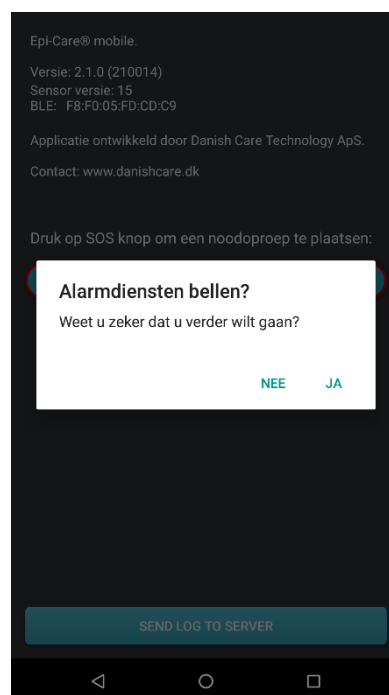 Epi-Care® mobile.
Versie: 2.1.0 (210014)
Sensor versie: 15
BLE: F8:F0:05:FD:CD:C9
Applicatie ontwikkeld door Danish Care Technology ApS.
Contact: www.danishcare.dk
Druk op SOS knop om een noodoproep te plaatsen:
Alarmdiensten bellen?
Weet u zeker dat u verder wilt gaan?
NEE JA
SEND LOG TO SERVER